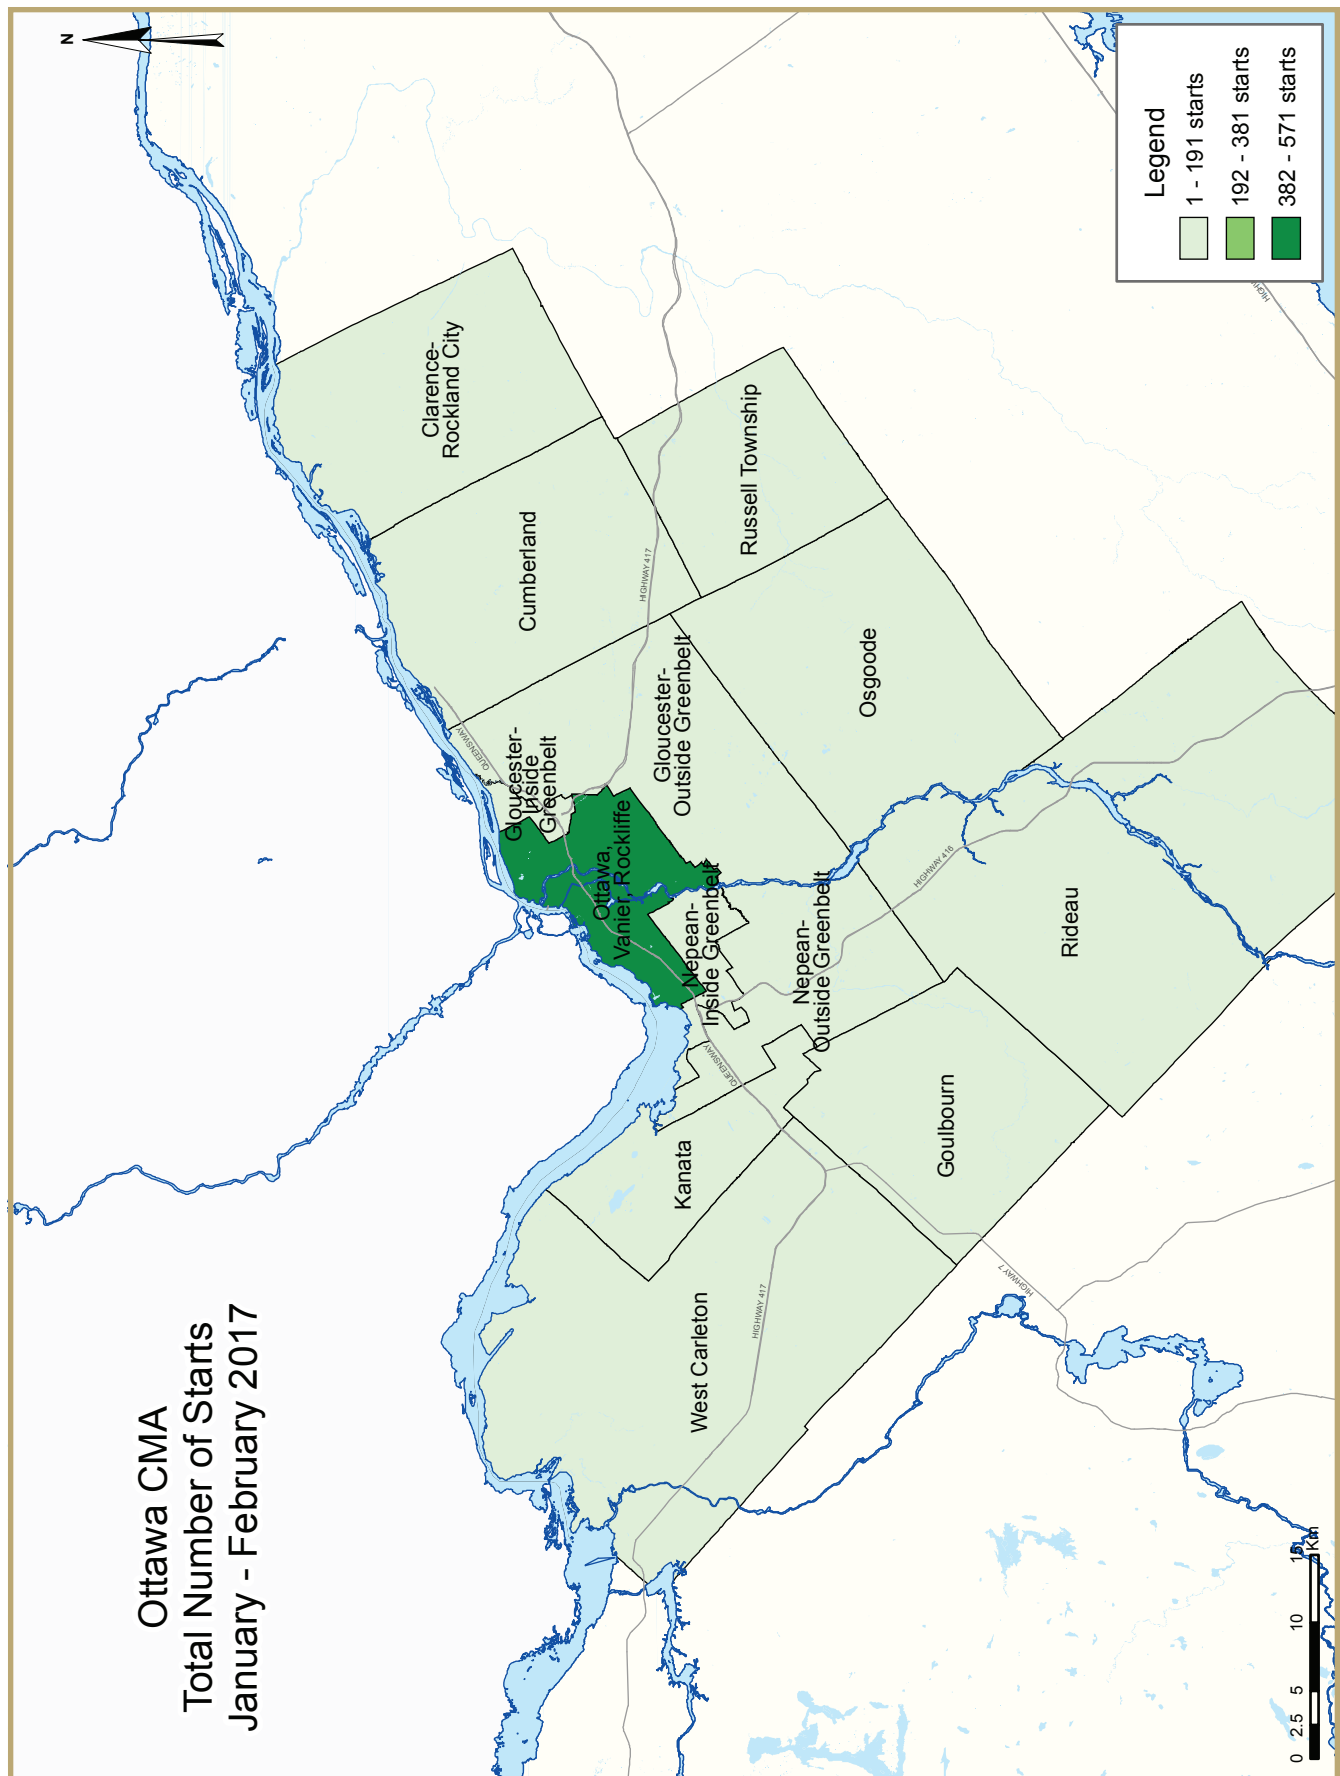 Ottawa CMA
Total Number of Starts
January - February 2017
N
Legend
1 - 191 starts
192 - 381 starts
382 - 571 starts
Clarence-
Rockland City
Cumberland
Russell Township
HIGHWAY 417
QUEENSWAY
Gloucester-
Inside
Greenbelt
Gloucester-
Outside Greenbelt
Osgoode
Ottawa,
Vanier, Rockliffe
Nepean-
Inside Greenbelt
Nepean-
Outside Greenbelt
HIGHWAY 416
Rideau
QUEENSWAY
Kanata
Goulbourn
West Carleton
HIGHWAY 417
HIGHWAY 7
0 2.5 5 10 15
Km